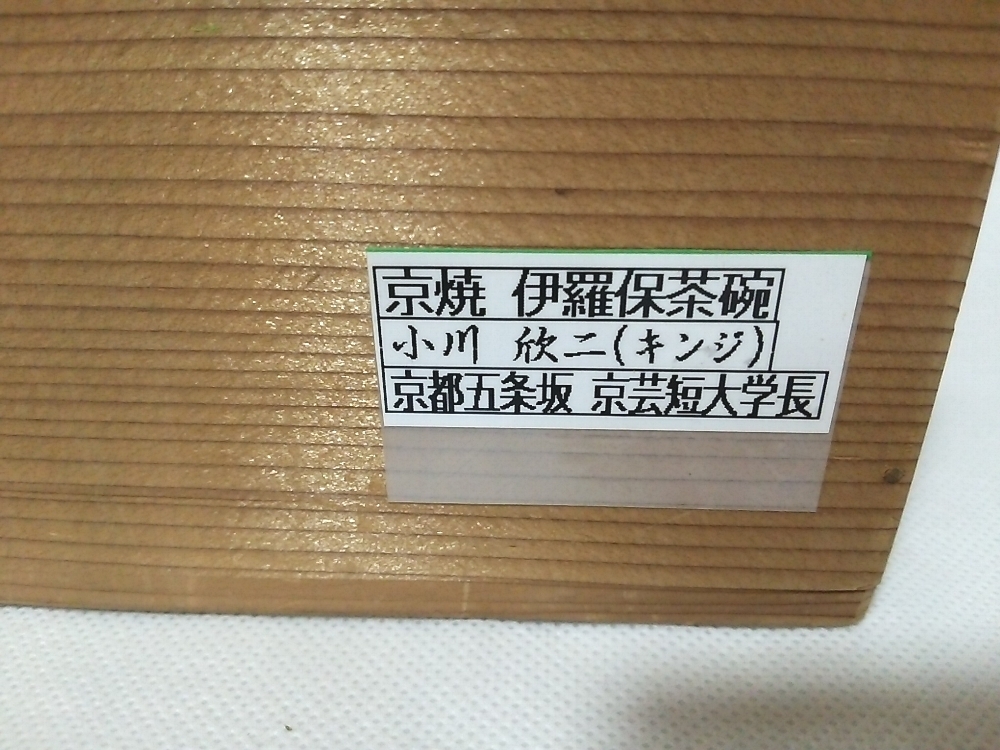 京焼 伊羅保茶碗
小川 欣二(キンジ)
京都五条坂 京芸短大学長